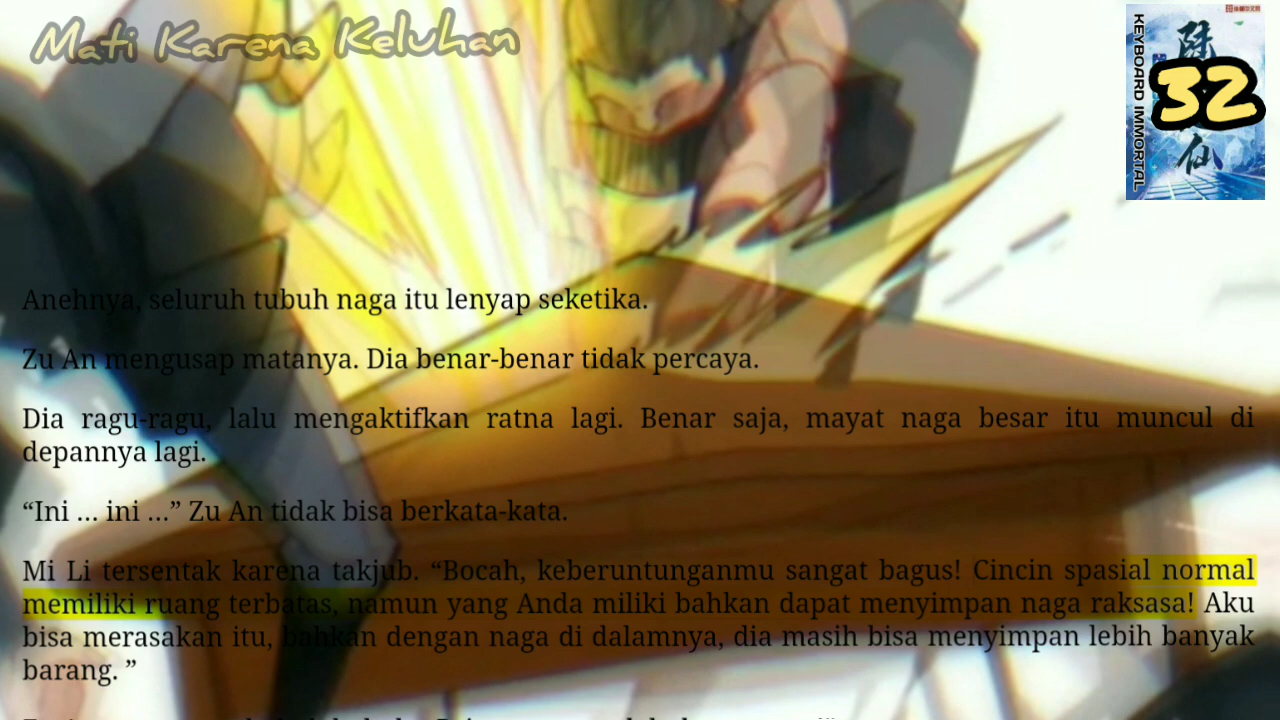 Mati Karena Keluhan
KEYBOARD IMMORTAL
32
Anehnya, seluruh tubuh naga itu lenyap seketika.
Zu An mengusap matanya. Dia benar-benar tidak percaya.
Dia ragu-ragu, lalu mengaktifkan ratna lagi. Benar saja, mayat naga besar itu muncul di
depannya lagi.
“Ini … ini …” Zu An tidak bisa berkata-kata.
Mi Li tersentak karena takjub. “Bocah, keberuntunganmu sangat bagus! Cincin spasial normal
memiliki ruang terbatas, namun yang Anda miliki bahkan dapat menyimpan naga raksasa! Aku
bisa merasakan itu, bahkan dengan naga di dalamnya, dia masih bisa menyimpan lebih banyak
barang. ”